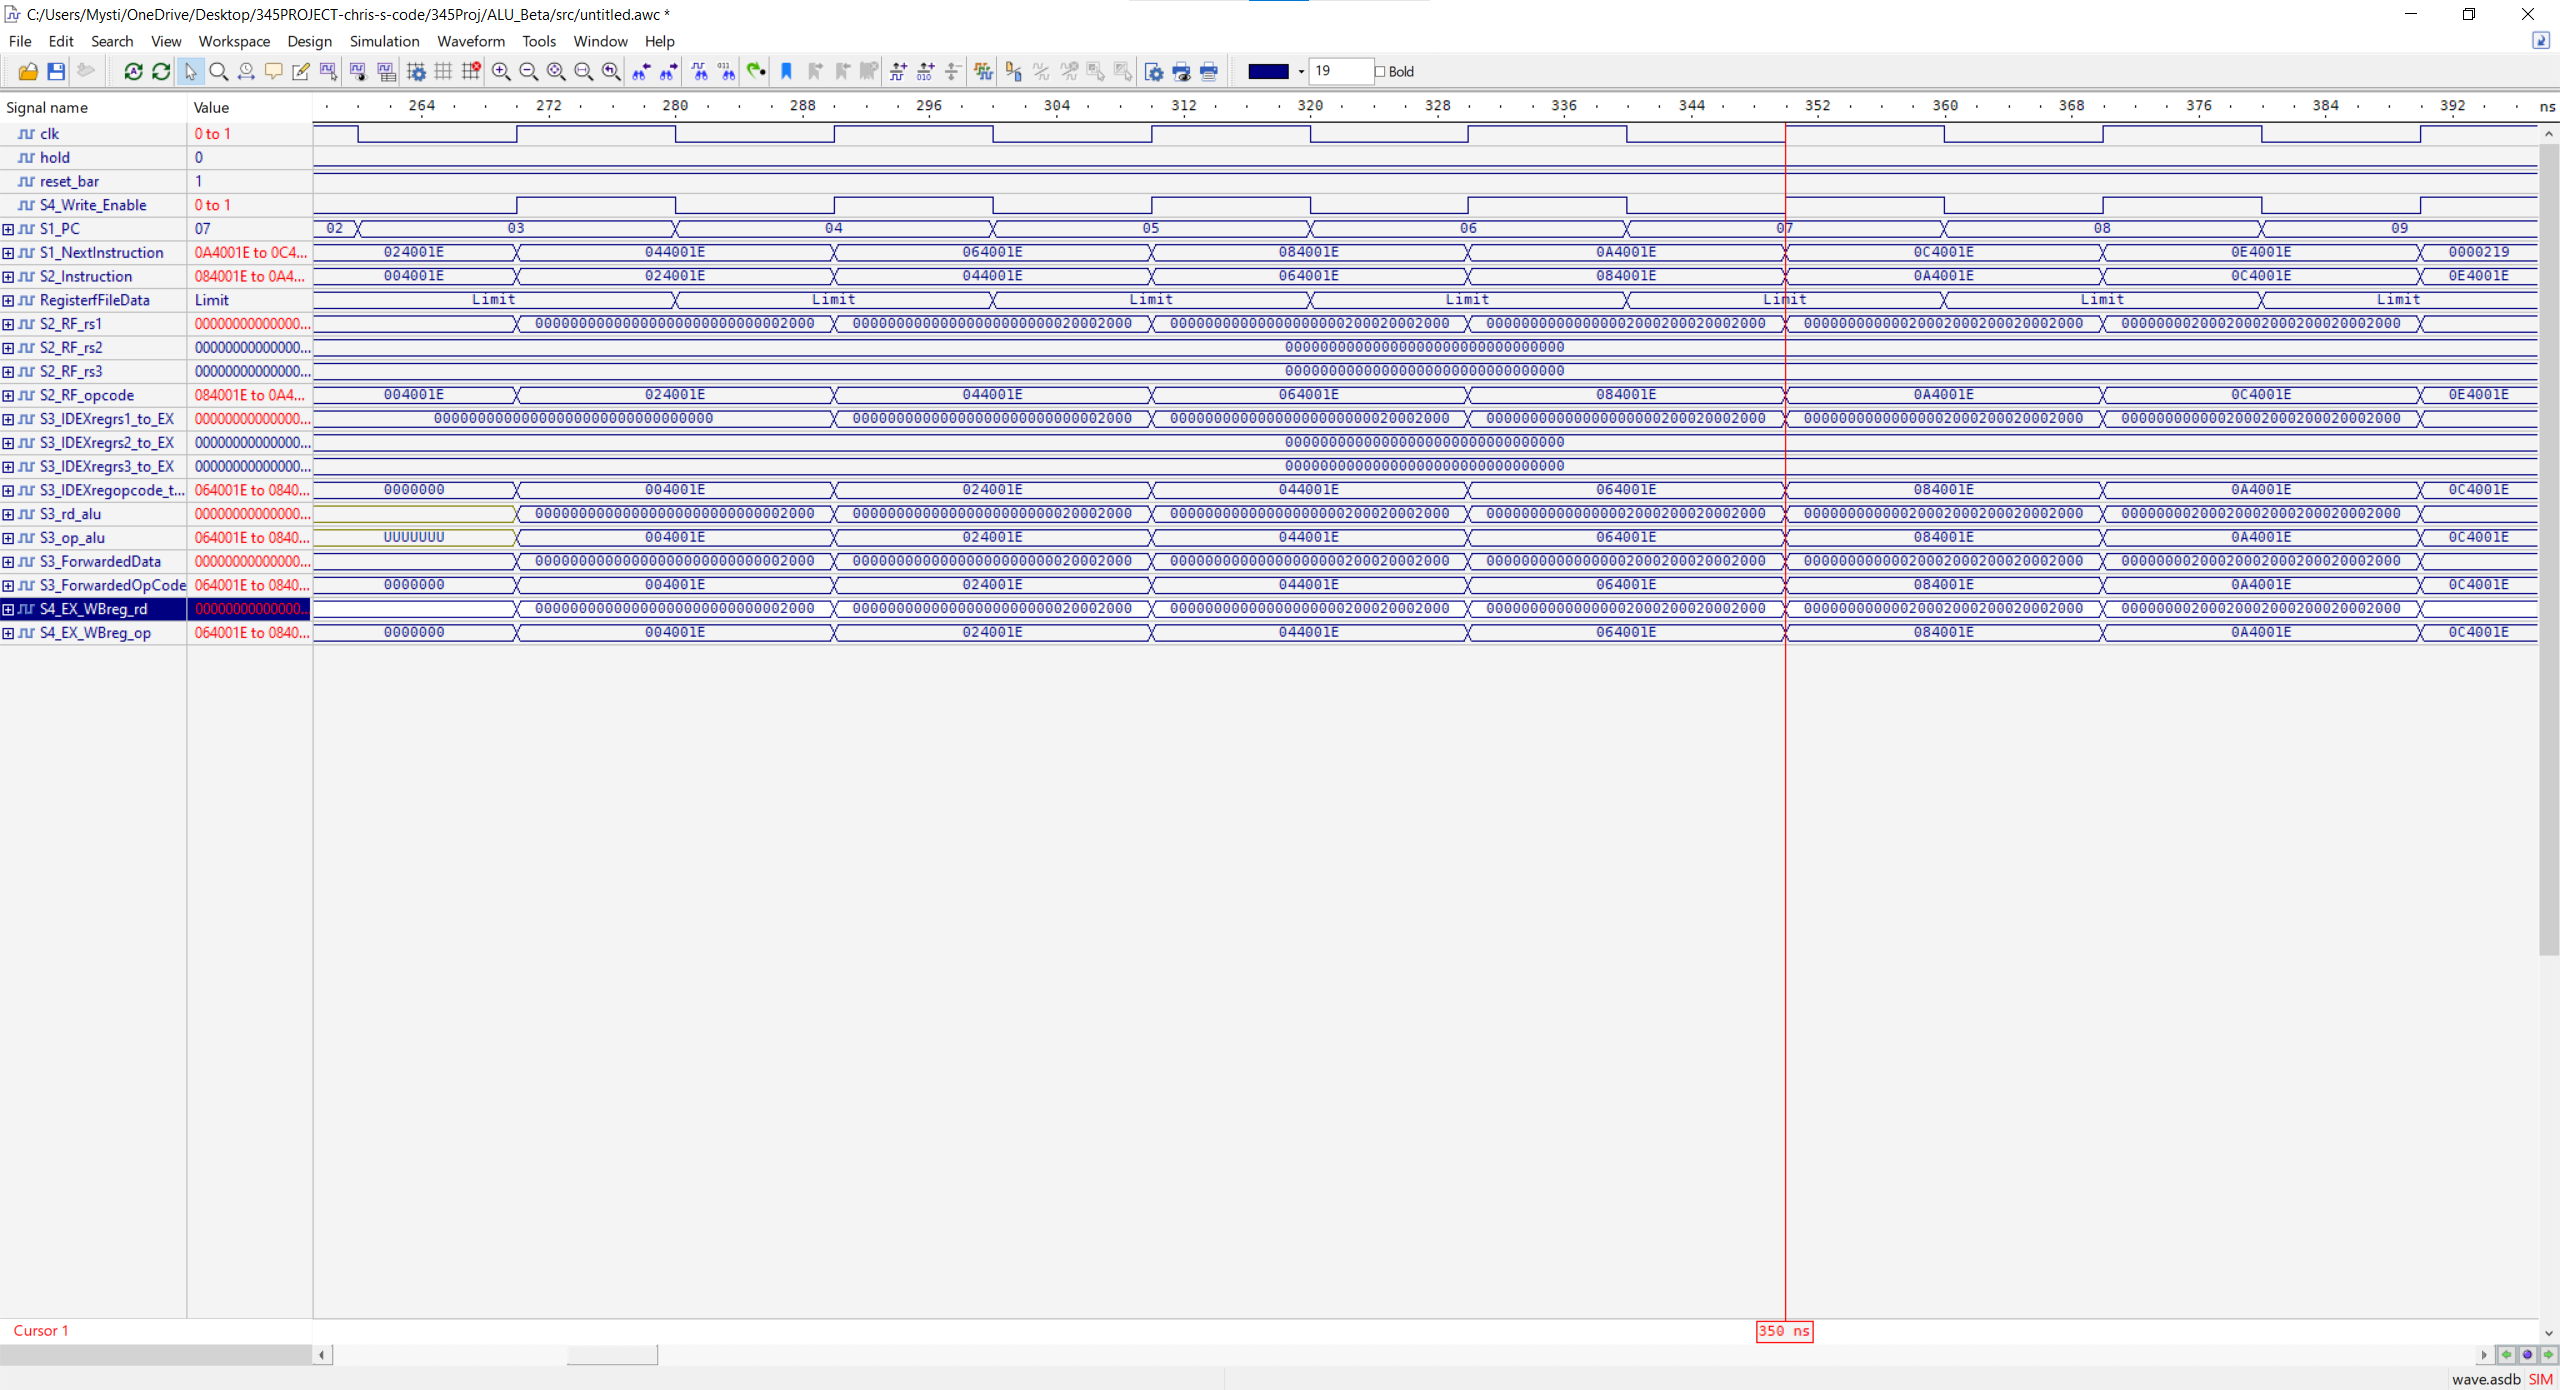 C:/Users/Mysti/OneDrive/Desktop/345PROJECT-chris-s-code/345Proj/ALU_Beta/src/untitled.awc *
File Edit Search View Workspace Design Simulation Waveform Tools Window Help
19 Bold
Signal name Value 264 272 280 288 296 304 312 320 328 336 344 352 360 368 376 384 392 ns
clk 0 to 1
hold 0
reset_bar 1
S4_Write_Enable 0 to 1
S1_PC 07 02 03 04 05 06 07 08 09
S1_NextInstruction 0A4001E to 0C4... 024001E 044001E 064001E 084001E 0A4001E 0C4001E 0E4001E 0000219
S2_Instruction 084001E to 0A4... 004001E 024001E 044001E 064001E 084001E 0A4001E 0C4001E 0E4001E
RegisterfFileData Limit Limit Limit Limit Limit Limit Limit Limit
S2_RF_rs1 00000000000000... 00000000000000000000000000002000 00000000000000000000000020002000 00000000000000000000200020002000 00000000000000002000200020002000 00000000000020002000200020002000 00000000200020002000200020002000
S2_RF_rs2 00000000000000... 00000000000000000000000000000000
S2_RF_rs3 00000000000000... 00000000000000000000000000000000
S2_RF_opcode 084001E to 0A4... 004001E 024001E 044001E 064001E 084001E 0A4001E 0C4001E 0E4001E
S3_IDEXregrs1_to_EX 00000000000000... 00000000000000000000000000000000 00000000000000000000000000002000 00000000000000000000000020002000 00000000000000000000200020002000 00000000000000002000200020002000 00000000000020002000200020002000
S3_IDEXregrs2_to_EX 00000000000000... 00000000000000000000000000000000
S3_IDEXregrs3_to_EX 00000000000000... 00000000000000000000000000000000
S3_IDEXregopcode_t... 064001E to 0840... 0000000 004001E 024001E 044001E 064001E 084001E 0A4001E 0C4001E
S3_rd_alu 00000000000000... 00000000000000000000000000002000 00000000000000000000000020002000 00000000000000000000200020002000 00000000000000002000200020002000 00000000000020002000200020002000 00000000200020002000200020002000
S3_op_alu 064001E to 0840... UUUUUUU 004001E 024001E 044001E 064001E 084001E 0A4001E 0C4001E
S3_ForwardedData 00000000000000... 00000000000000000000000000002000 00000000000000000000000020002000 00000000000000000000200020002000 00000000000000002000200020002000 00000000000020002000200020002000 00000000200020002000200020002000
S3_ForwardedOpCode 064001E to 0840... 0000000 004001E 024001E 044001E 064001E 084001E 0A4001E 0C4001E
S4_EX_WBreg_rd 00000000000000... 00000000000000000000000000002000 00000000000000000000000020002000 00000000000000000000200020002000 00000000000000002000200020002000 00000000000020002000200020002000 00000000200020002000200020002000
S4_EX_WBreg_op 064001E to 0840... 0000000 004001E 024001E 044001E 064001E 084001E 0A4001E 0C4001E
Cursor 1 350 ns
wave.asdb SIM